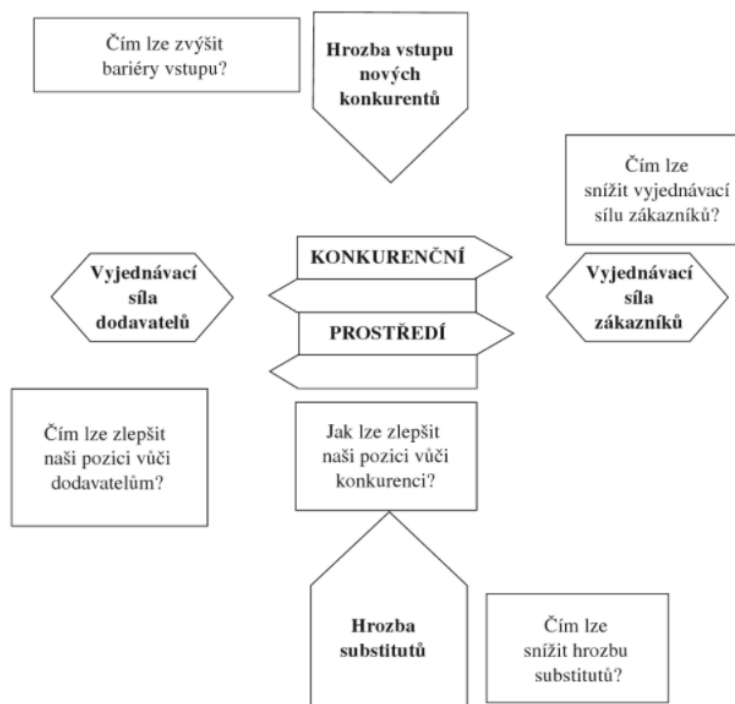 Čím lze zvýšit
bariéry vstupu?
Hrozba vstupu
nových
konkurentů
Čím lze
snížit vyjednávací
sílu zákazníků?
Vyjednávací
síla
dodavatelů
KONKURENČNÍ
PROSTŘEDÍ
Vyjednávací
síla
zákazníků
Čím lze zlepšit
naši pozici vůči
dodavatelům?
Jak lze zlepšit
naši pozici vůči
konkurenci?
Hrozba
substitutů
Čím lze
snížit hrozbu
substitutů?